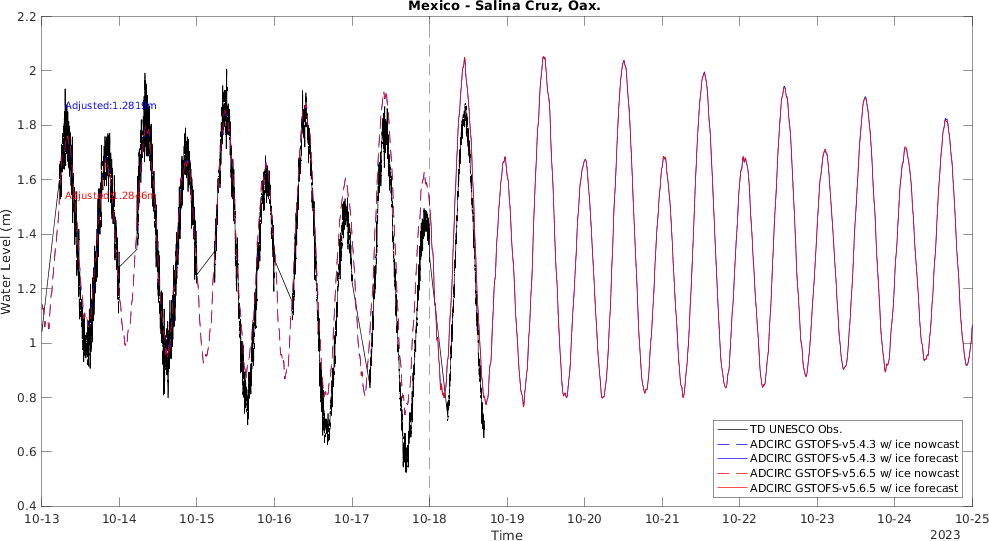 Mexico - Salina Cruz, Oax.
2.2
2
1.8
1.6
1.4
1.2
1
0.8
0.6
0.4
Water Level (m)
Adjusted:1.2819m
Adjusted:1.2846m
TD UNESCO Obs.
ADCIRC GSTOFS-v5.4.3 w/ ice nowcast
ADCIRC GSTOFS-v5.4.3 w/ ice forecast
ADCIRC GSTOFS-v5.6.5 w/ ice nowcast
ADCIRC GSTOFS-v5.6.5 w/ ice forecast
10-13 10-14 10-15 10-16 10-17 10-18 10-19 10-20 10-21 10-22 10-23 10-24 10-25
Time
2023